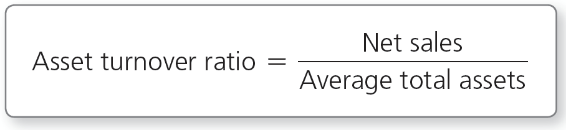 Asset turnover ratio = Net sales / Average total assets